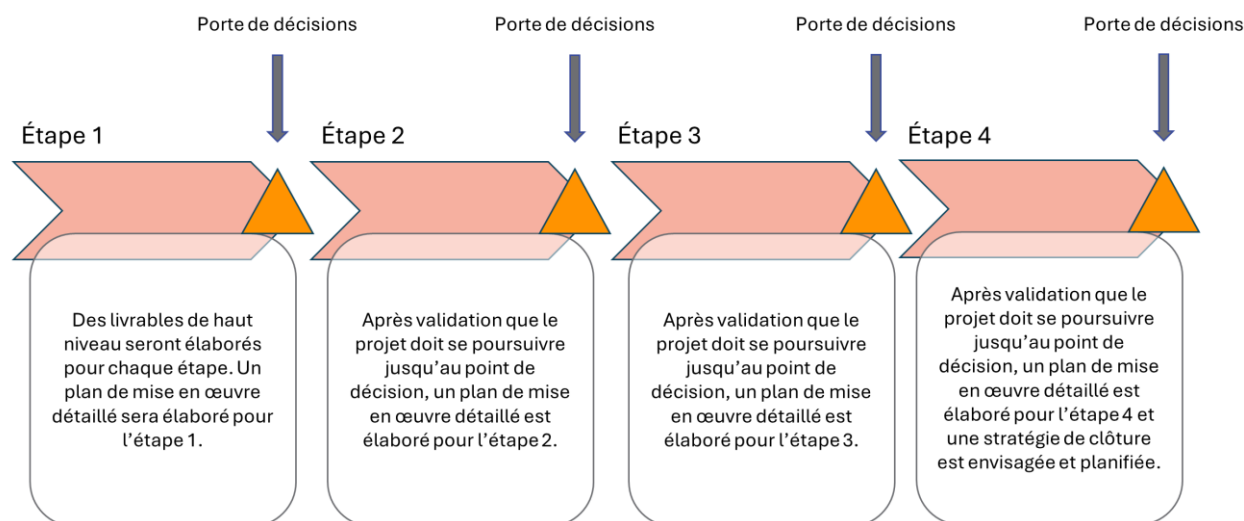 Porte de décisions
Porte de décisions
Porte de décisions
Porte de décisions
Étape 1
Étape 2
Étape 3
Étape 4
Des livrables de haut
niveau seront élaborés
pour chaque étape. Un
plan de mise en œuvre
détaillé sera élaboré pour
l’étape 1.
Après validation que le
projet doit se poursuivre
jusqu’au point de
décision, un plan de mise
en œuvre détaillé est
élaboré pour l’étape 2.
Après validation que le
projet doit se poursuivre
jusqu’au point de
décision, un plan de mise
en œuvre détaillé est
élaboré pour l’étape 3.
Après validation que le
projet doit se poursuivre
jusqu’au point de
décision, un plan de mise
en œuvre détaillé est
élaboré pour l’étape 4 et
une stratégie de clôture
est envisagée et planifiée.